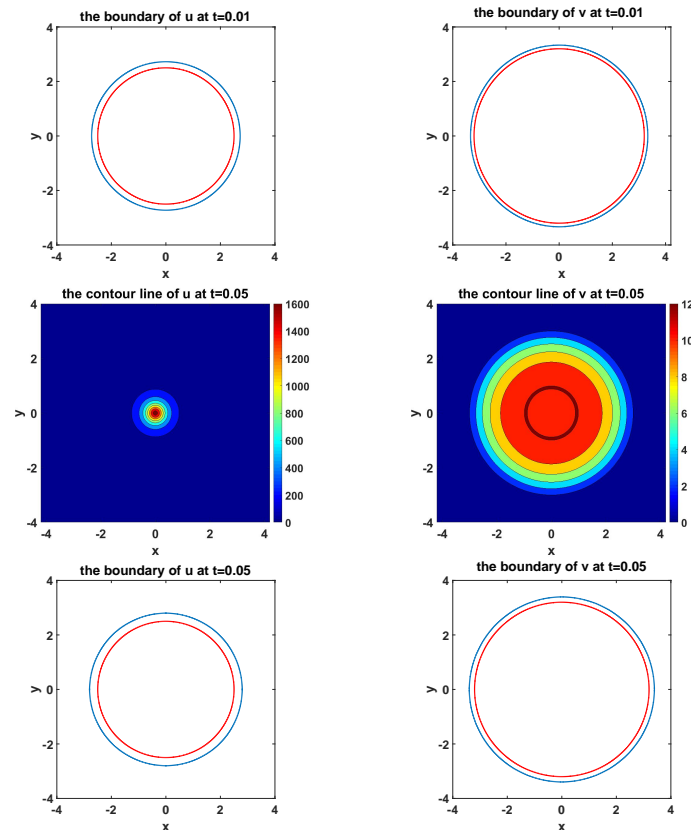 the boundary of u at t=0.01
4
2
0
-2
-4
y
-4 -2 0 2 4
x
the boundary of v at t=0.01
4
2
0
-2
-4
y
-4 -2 0 2 4
x
the contour line of u at t=0.05
4
2
0
-2
-4
y
-4 -2 0 2 4
x
1600
1400
1200
1000
800
600
400
200
0
the contour line of v at t=0.05
4
2
0
-2
-4
y
-4 -2 0 2 4
x
12
10
8
6
4
2
0
the boundary of u at t=0.05
4
2
0
-2
-4
y
-4 -2 0 2 4
x
the boundary of v at t=0.05
4
2
0
-2
-4
y
-4 -2 0 2 4
x